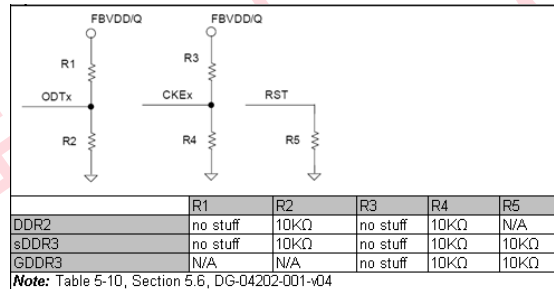 FBVDD/Q FBVDD/Q
R1 R3
ODTx CKEx RST
R2 R4 R5
R1 R2 R3 R4 R5
DDR2 no stuff 10KΩ no stuff 10KΩ N/A
sDDR3 no stuff 10KΩ no stuff 10KΩ 10KΩ
GDDR3 N/A N/A no stuff 10KΩ 10KΩ
Note: Table 5-10, Section 5.6, DG-04202-001-v04